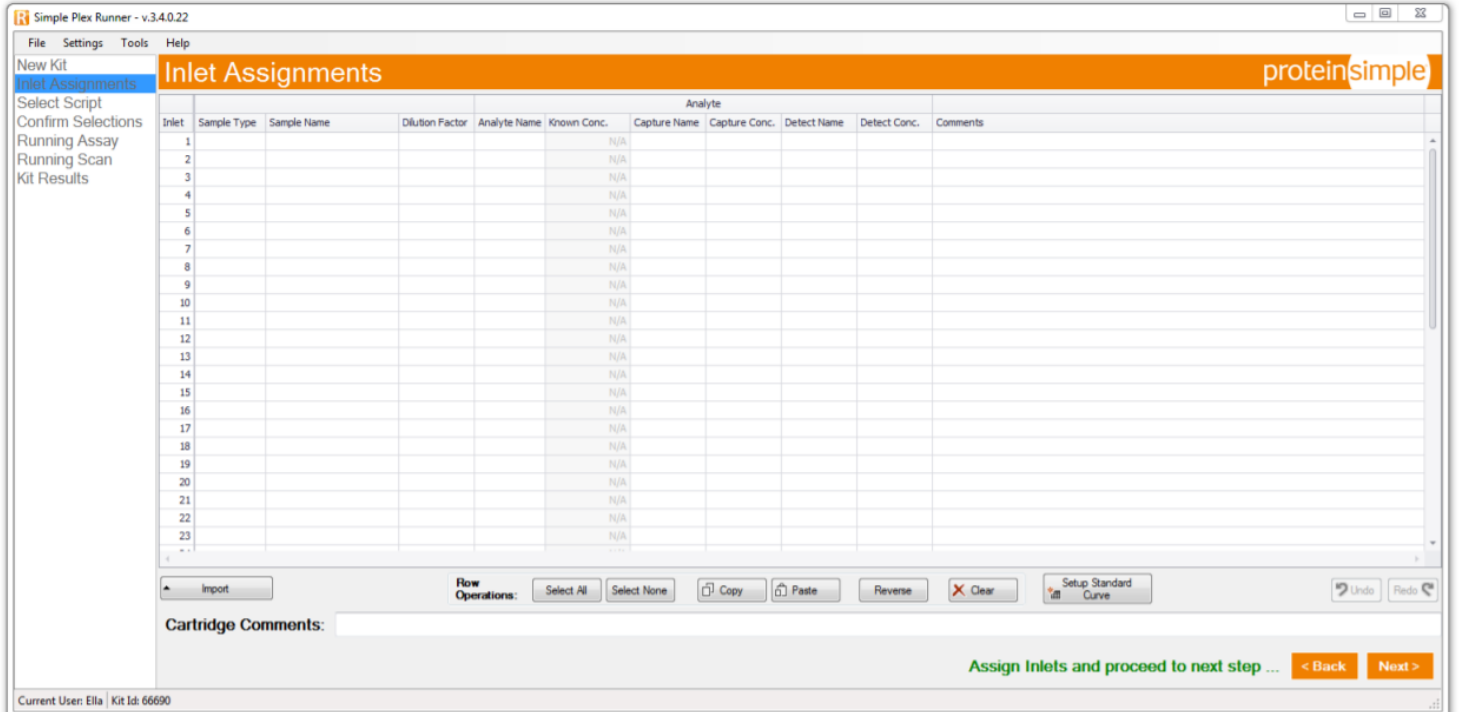 Simple Plex Runner - v.3.4.0.22
File Settings Tools Help
New Kit
Inlet Assignments
Select Script
Confirm Selections
Running Assay
Running Scan
Kit Results
Inlet Assignments
proteinsimple
Analyte
Inlet Sample Type Sample Name Dilution Factor Analyte Name Known Conc. Capture Name Capture Conc. Detect Name Detect Conc. Comments
1 N/A
2 N/A
3 N/A
4 N/A
5 N/A
6 N/A
7 N/A
8 N/A
9 N/A
10 N/A
11 N/A
12 N/A
13 N/A
14 N/A
15 N/A
16 N/A
17 N/A
18 N/A
19 N/A
20 N/A
21 N/A
22 N/A
23 N/A
Import
Row
Operations:
Select All Select None Copy Paste Reverse Clear
Setup Standard
Curve
Undo Redo
Cartridge Comments:
Assign Inlets and proceed to next step ... < Back Next >
Current User: Ella Kit Id: 66690